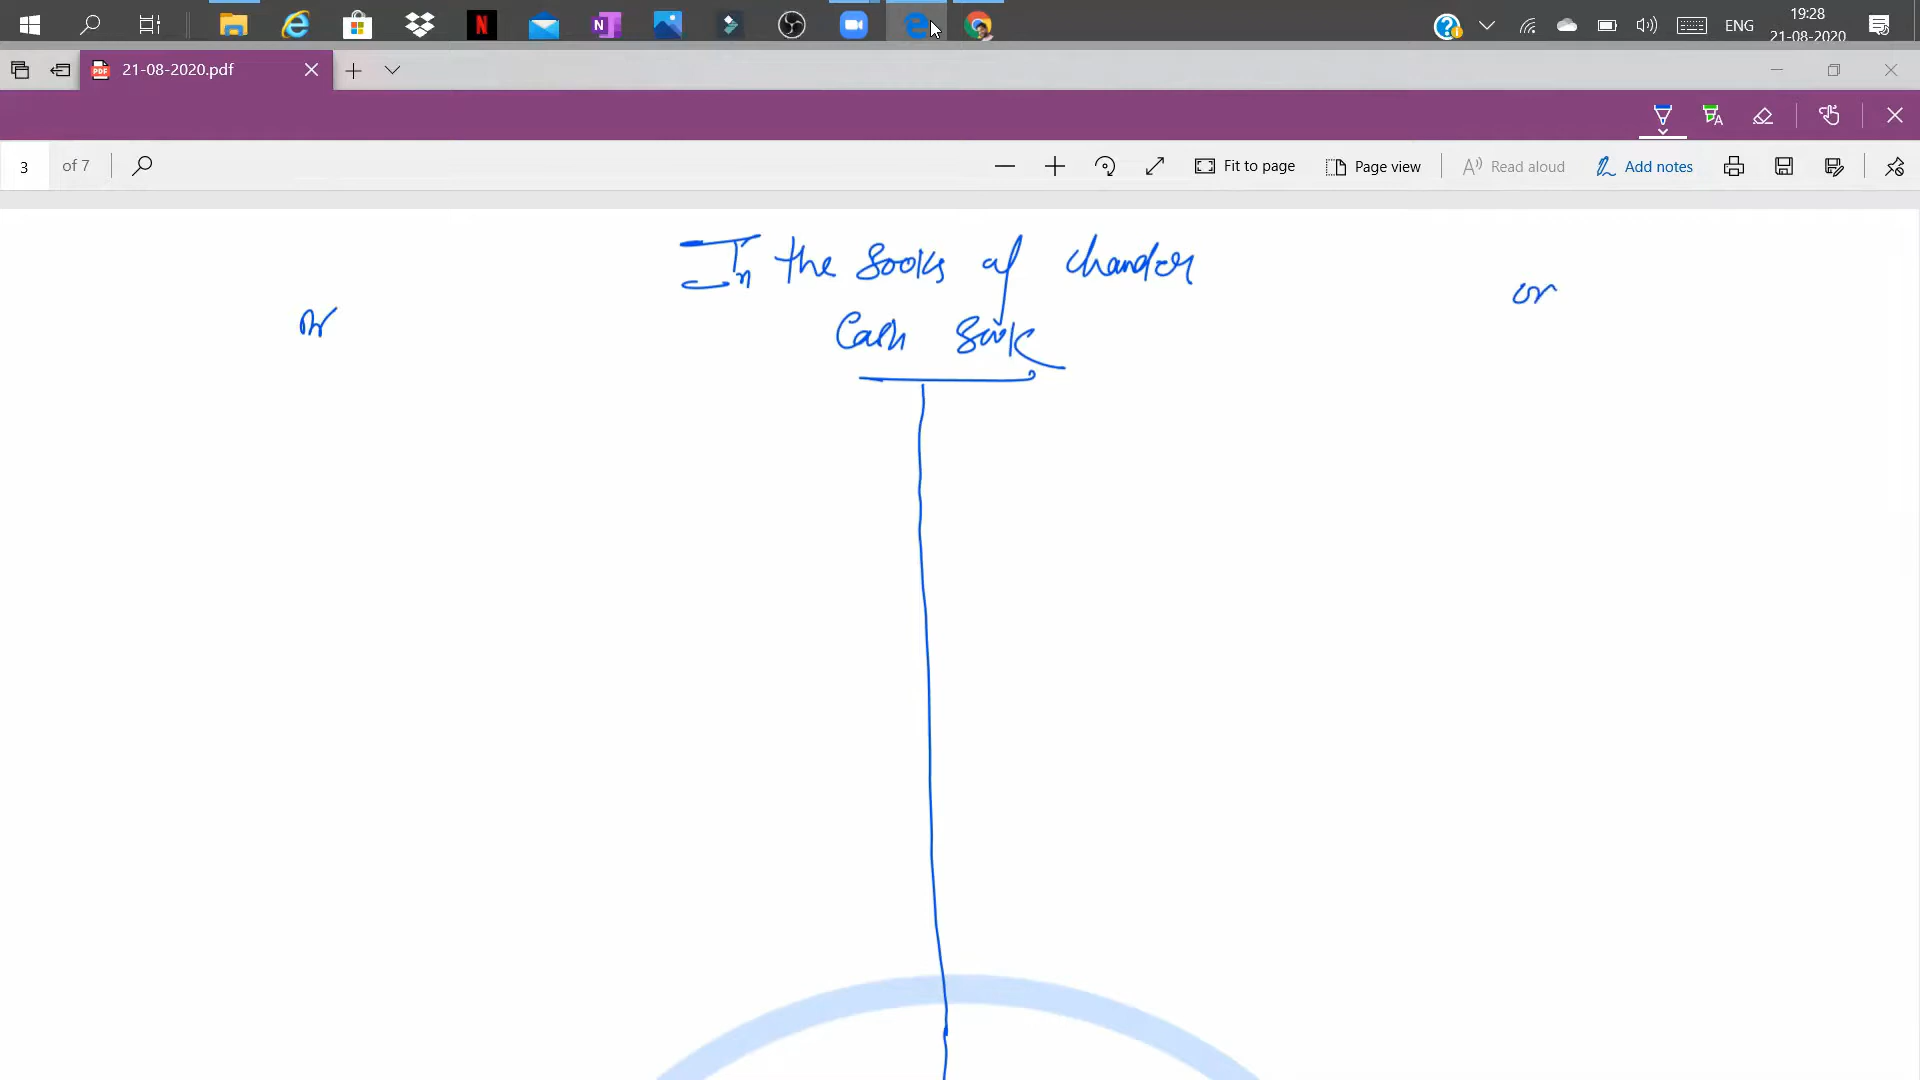 19:28
ENG
21-08-2020
21-08-2020.pdf
3 of 7
Fit to page
Page view
Read aloud
Add notes
In the Books of Chander
Dr
Cr
Cash Book